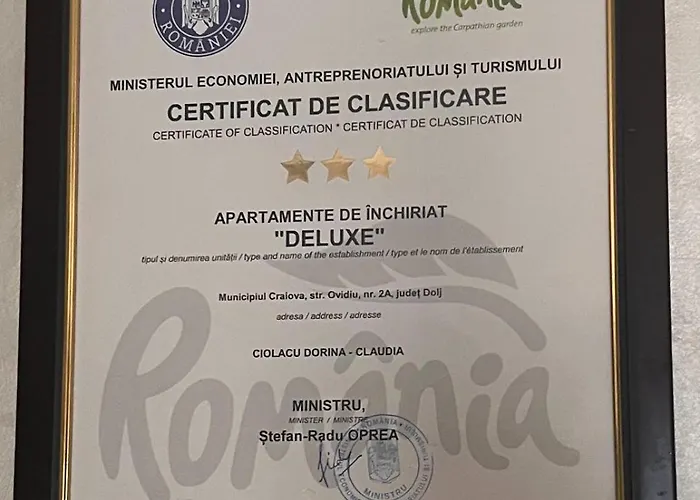 ROMÂNIEI
România
explore the Carpathian garden
MINISTERUL ECONOMIEI, ANTREPRENORIATULUI ȘI TURISMULUI
CERTIFICAT DE CLASIFICARE
CERTIFICATE OF CLASSIFICATION * CERTIFICAT DE CLASSIFICATION
APARTAMENTE DE ÎNCHIRIAT
"DELUXE"
tipul și denumirea unității / type and name of the establishment / type et le nom de l'établissement
Municipiul Craiova, str. Ovidiu, nr. 2A, județ Dolj
adresa / address / adresse
CIOLACU DORINA - CLAUDIA
România
MINISTRU,
MINISTER / MINISTRE
Ștefan-Radu OPREA
ROMÂNIA
MINISTRU